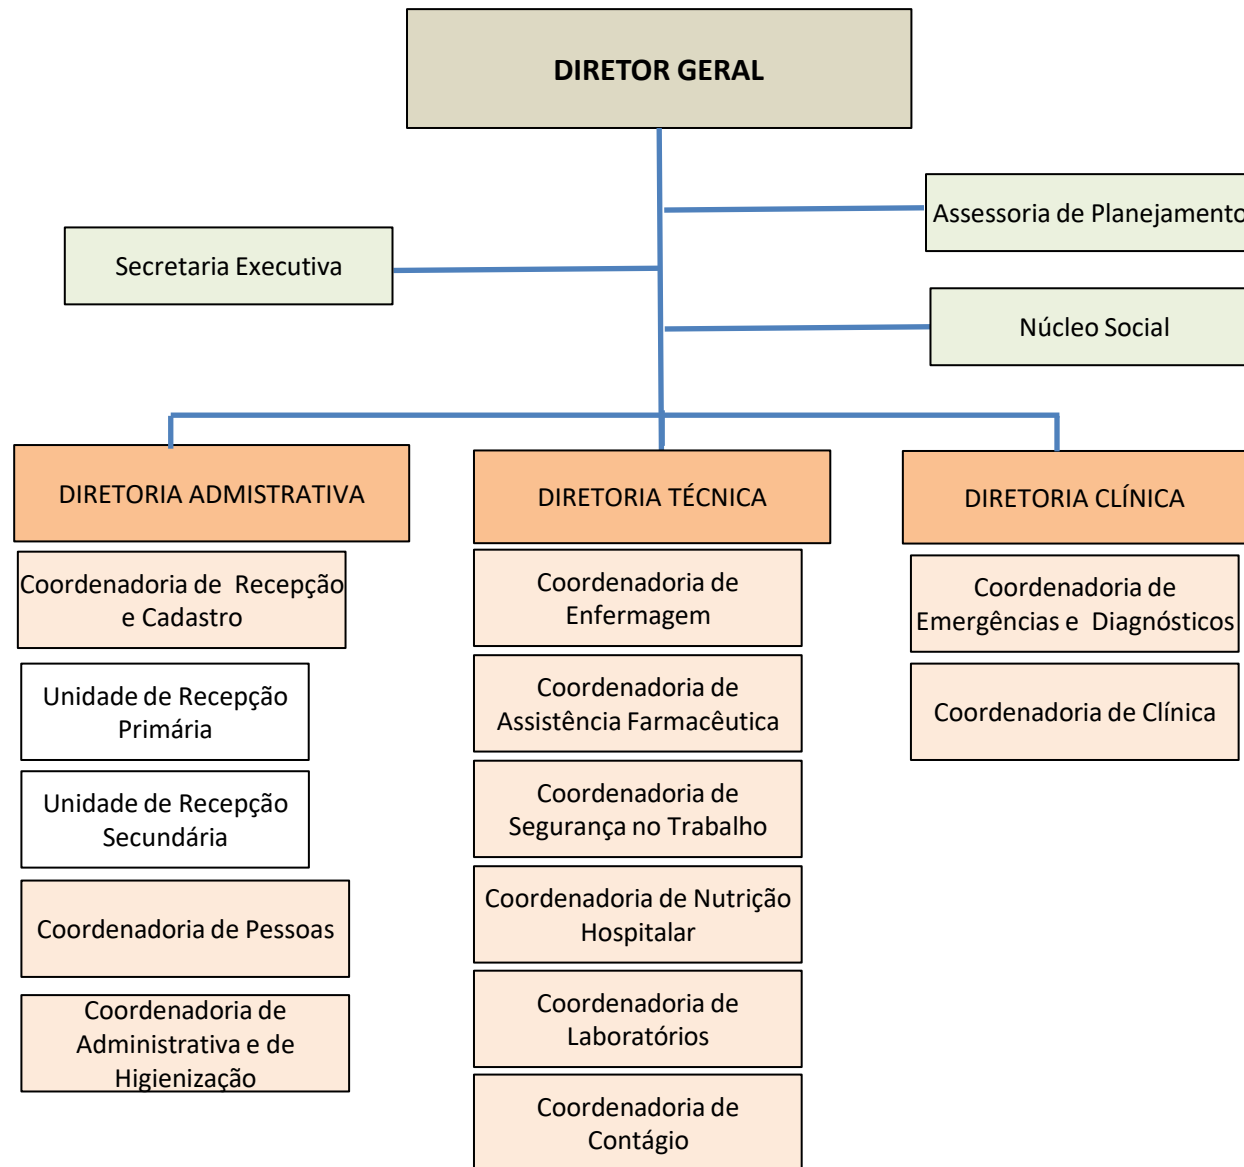 DIRETOR GERAL
Assessoria de Planejamento
Secretaria Executiva
Núcleo Social
DIRETORIA ADMISTRATIVA
Coordenadoria de Recepção
e Cadastro
Unidade de Recepção
Primária
Unidade de Recepção
Secundária
Coordenadoria de Pessoas
Coordenadoria de
Administrativa e de
Higienização
DIRETORIA TÉCNICA
Coordenadoria de
Enfermagem
Coordenadoria de
Assistência Farmacêutica
Coordenadoria de
Segurança no Trabalho
Coordenadoria de Nutrição
Hospitalar
Coordenadoria de
Laboratórios
Coordenadoria de
Contágio
DIRETORIA CLÍNICA
Coordenadoria de
Emergências e Diagnósticos
Coordenadoria de Clínica